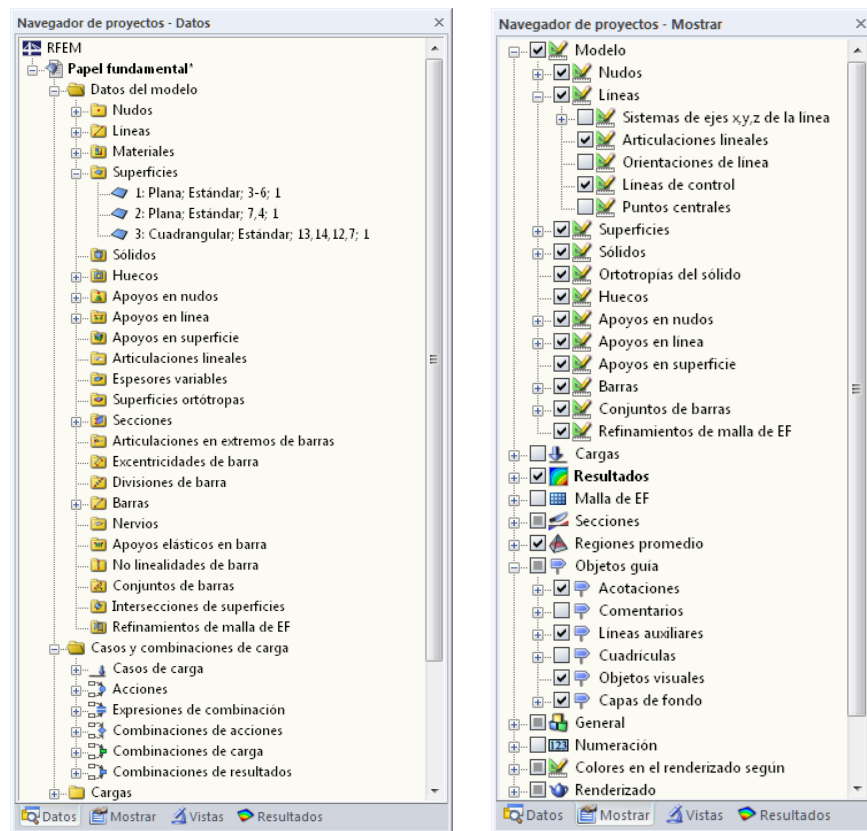 Navegador de proyectos - Datos
RFEM
Papel fundamental*
Datos del modelo
Nudos
Líneas
Materiales
Superficies
1: Plana; Estándar; 3-6; 1
2: Plana; Estándar; 7,4; 1
3: Cuadrangular; Estándar; 13,14,12,7; 1
Sólidos
Huecos
Apoyos en nudos
Apoyos en línea
Apoyos en superficie
Articulaciones lineales
Espesores variables
Superficies ortótropas
Secciones
Articulaciones en extremos de barras
Excentricidades de barra
Divisiones de barra
Barras
Nervios
Apoyos elásticos en barra
No linealidades de barra
Conjuntos de barras
Intersecciones de superficies
Refinamientos de malla de EF
Casos y combinaciones de carga
Casos de carga
Acciones
Expresiones de combinación
Combinaciones de acciones
Combinaciones de carga
Combinaciones de resultados
Cargas
Datos Mostrar Vistas Resultados
Navegador de proyectos - Mostrar
Modelo
Nudos
Líneas
Sistemas de ejes x,y,z de la línea
Articulaciones lineales
Orientaciones de línea
Líneas de control
Puntos centrales
Superficies
Sólidos
Ortotropías del sólido
Huecos
Apoyos en nudos
Apoyos en línea
Apoyos en superficie
Barras
Conjuntos de barras
Refinamientos de malla de EF
Cargas
Resultados
Malla de EF
Secciones
Regiones promedio
Objetos guía
Acotaciones
Comentarios
Líneas auxiliares
Cuadrículas
Objetos visuales
Capas de fondo
General
123 Numeración
Colores en el renderizado según
Renderizado
Datos Mostrar Vistas Resultados